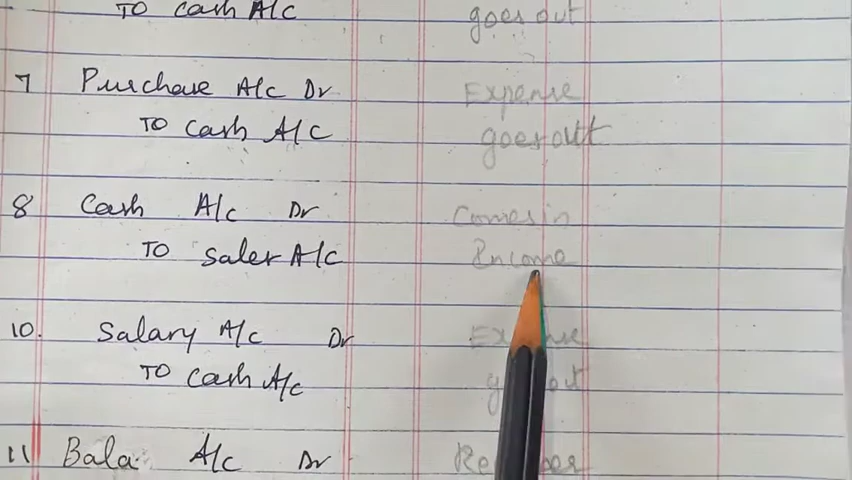 TO Cash A/c goes out
7 Purchase A/c Dr Expense
TO Cash A/c goes out
8 Cash A/c Dr Comes in
TO Sales A/c Income
10. Salary A/c Dr
TO Cash A/c
11 Bala A/c Dr